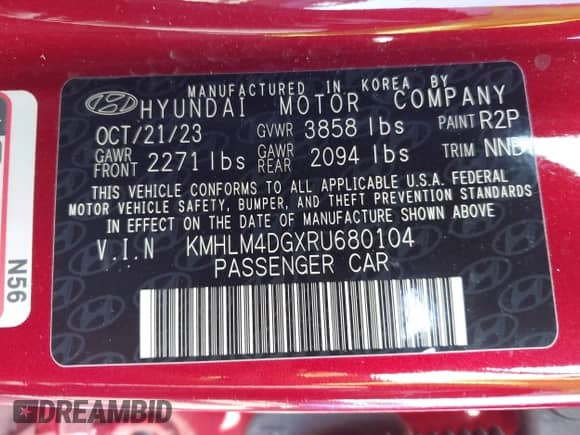 MANUFACTURED IN KOREA BY
HYUNDAI MOTOR COMPANY
OCT/21/23 GVWR 3858 lbs PAINT R2P
GAWR FRONT 2271 lbs GAWR REAR 2094 lbs TRIM NNB
THIS VEHICLE CONFORMS TO ALL APPLICABLE U.S.A. FEDERAL
MOTOR VEHICLE SAFETY, BUMPER, AND THEFT PREVENTION STANDARDS
IN EFFECT ON THE DATE OF MANUFACTURE SHOWN ABOVE
V.I.N KMHLM4DGXRU680104
PASSENGER CAR
N56
DREAMBID